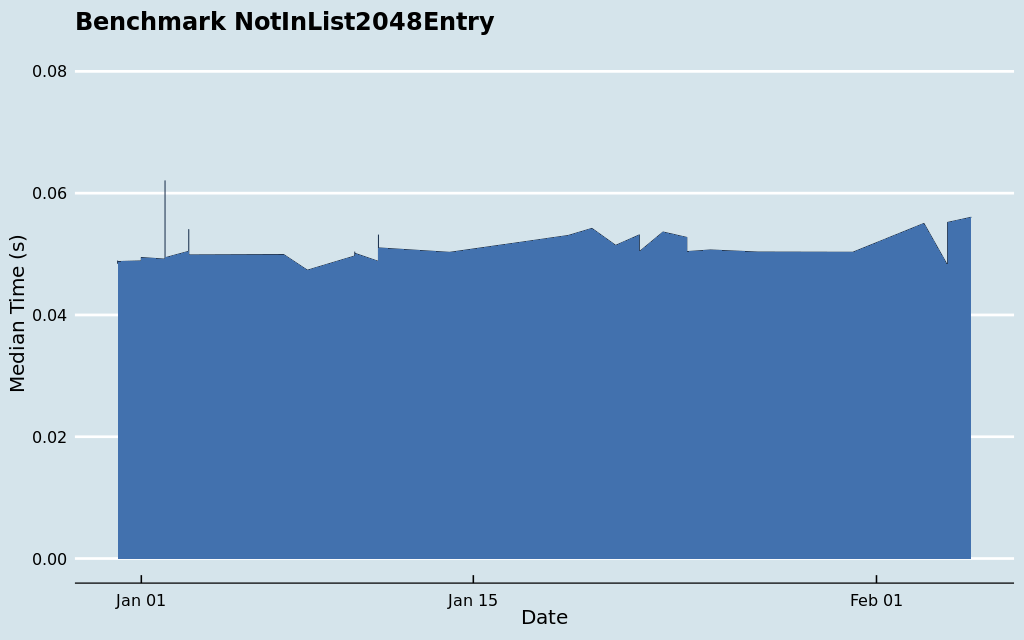 Benchmark NotInList2048Entry
Median Time (s)
0.08
0.06
0.04
0.02
0.00
Jan 01
Jan 15
Feb 01
Date